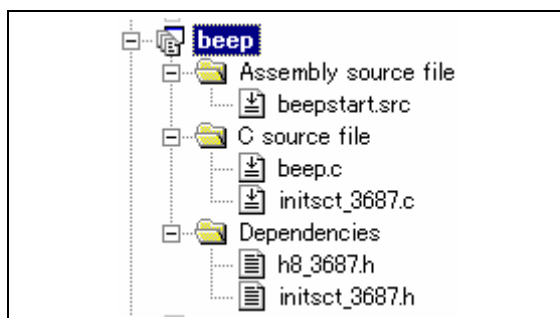 beep
Assembly source file
beepstart.src
C source file
beep.c
initsct_3687.c
Dependencies
h8_3687.h
initsct_3687.h